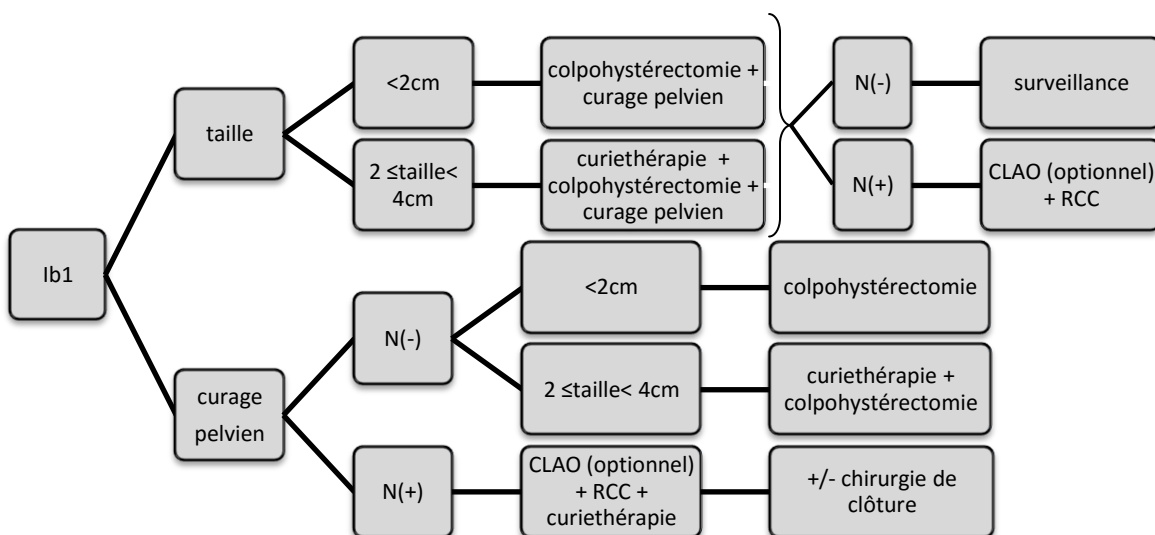 <2cm
colpohystérectomie +
curage pelvien
N(-)
surveillance
taille
2 ≤taille<
4cm
curiethérapie +
colpohystérectomie +
curage pelvien
N(+)
CLAO (optionnel)
+ RCC
Ib1
<2cm
colpohystérectomie
N(-)
2 ≤taille< 4cm
curiethérapie +
colpohystérectomie
curage
pelvien
N(+)
CLAO (optionnel)
+ RCC +
curiethérapie
+/- chirurgie de
clôture